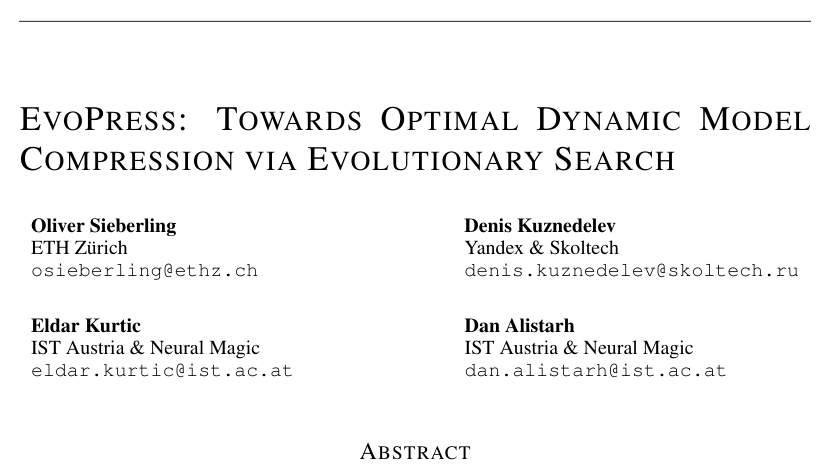 EVOPRESS: TOWARDS OPTIMAL DYNAMIC MODEL
COMPRESSION VIA EVOLUTIONARY SEARCH
Oliver Sieberling
ETH Zürich
osieberling@ethz.ch
Denis Kuznedelev
Yandex & Skoltech
denis.kuznedelev@skoltech.ru
Eldar Kurtic
IST Austria & Neural Magic
eldar.kurtic@ist.ac.at
Dan Alistarh
IST Austria & Neural Magic
dan.alistarh@ist.ac.at
ABSTRACT